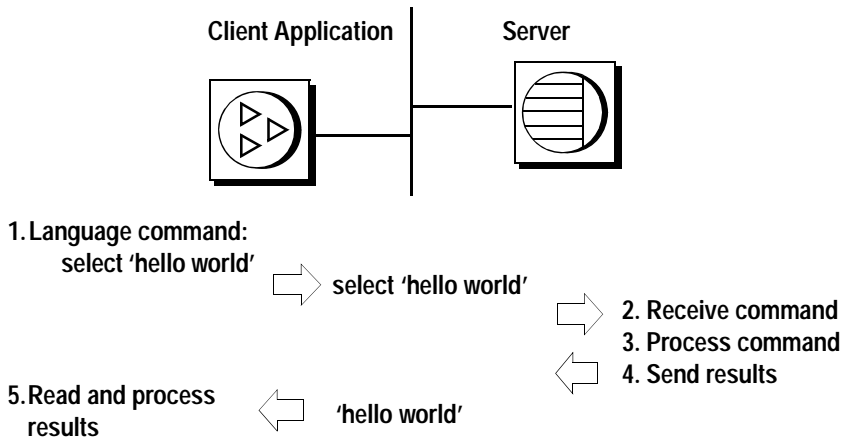 Client Application
Server
1.Language command:
select ‘hello world’
select ‘hello world’
2. Receive command
3. Process command
4. Send results
5.Read and process
results
‘hello world’